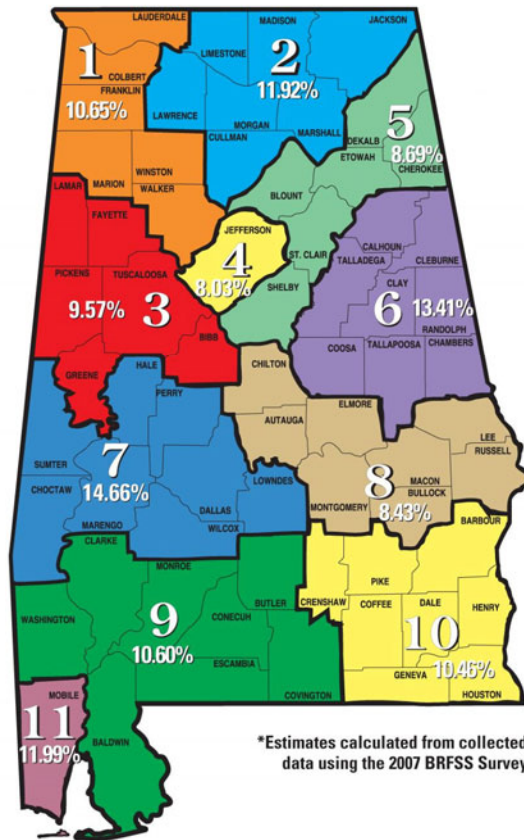 LAUDERDALE
MADISON
JACKSON
LIMESTONE
1
2
COLBERT
FRANKLIN
10.65%
11.92%
LAWRENCE
MORGAN
MARSHALL
CULLMAN
5
DEKALB
ETOWAH
8.69%
CHEROKEE
WINSTON
MARION
WALKER
LAMAR
FAYETTE
BLOUNT
JEFFERSON
4
8.03%
ST. CLAIR
SHELBY
CALHOUN
TALLADEGA
CLEBURNE
CLAY
6
13.41%
RANDOLPH
COOSA
TALLAPOOSA
CHAMBERS
PICKENS
TUSCALOOSA
9.57%
3
BIBB
GREENE
HALE
PERRY
CHILTON
AUTAUGA
ELMORE
LEE
RUSSELL
7
SUMTER
CHOCTAW
14.66%
DALLAS
LOWNDES
MARENGO
WILCOX
8
MACON
BULLOCK
MONTGOMERY
8.43%
BARBOUR
CLARKE
MONROE
PIKE
CRENSHAW
COFFEE
DALE
HENRY
BUTLER
WASHINGTON
9
CONECUH
10.60%
ESCAMBIA
COVINGTON
10
GENEVA
10.46%
HOUSTON
MOBILE
11
11.99%
BALDWIN
*Estimates calculated from collected
data using the 2007 BRFSS Survey